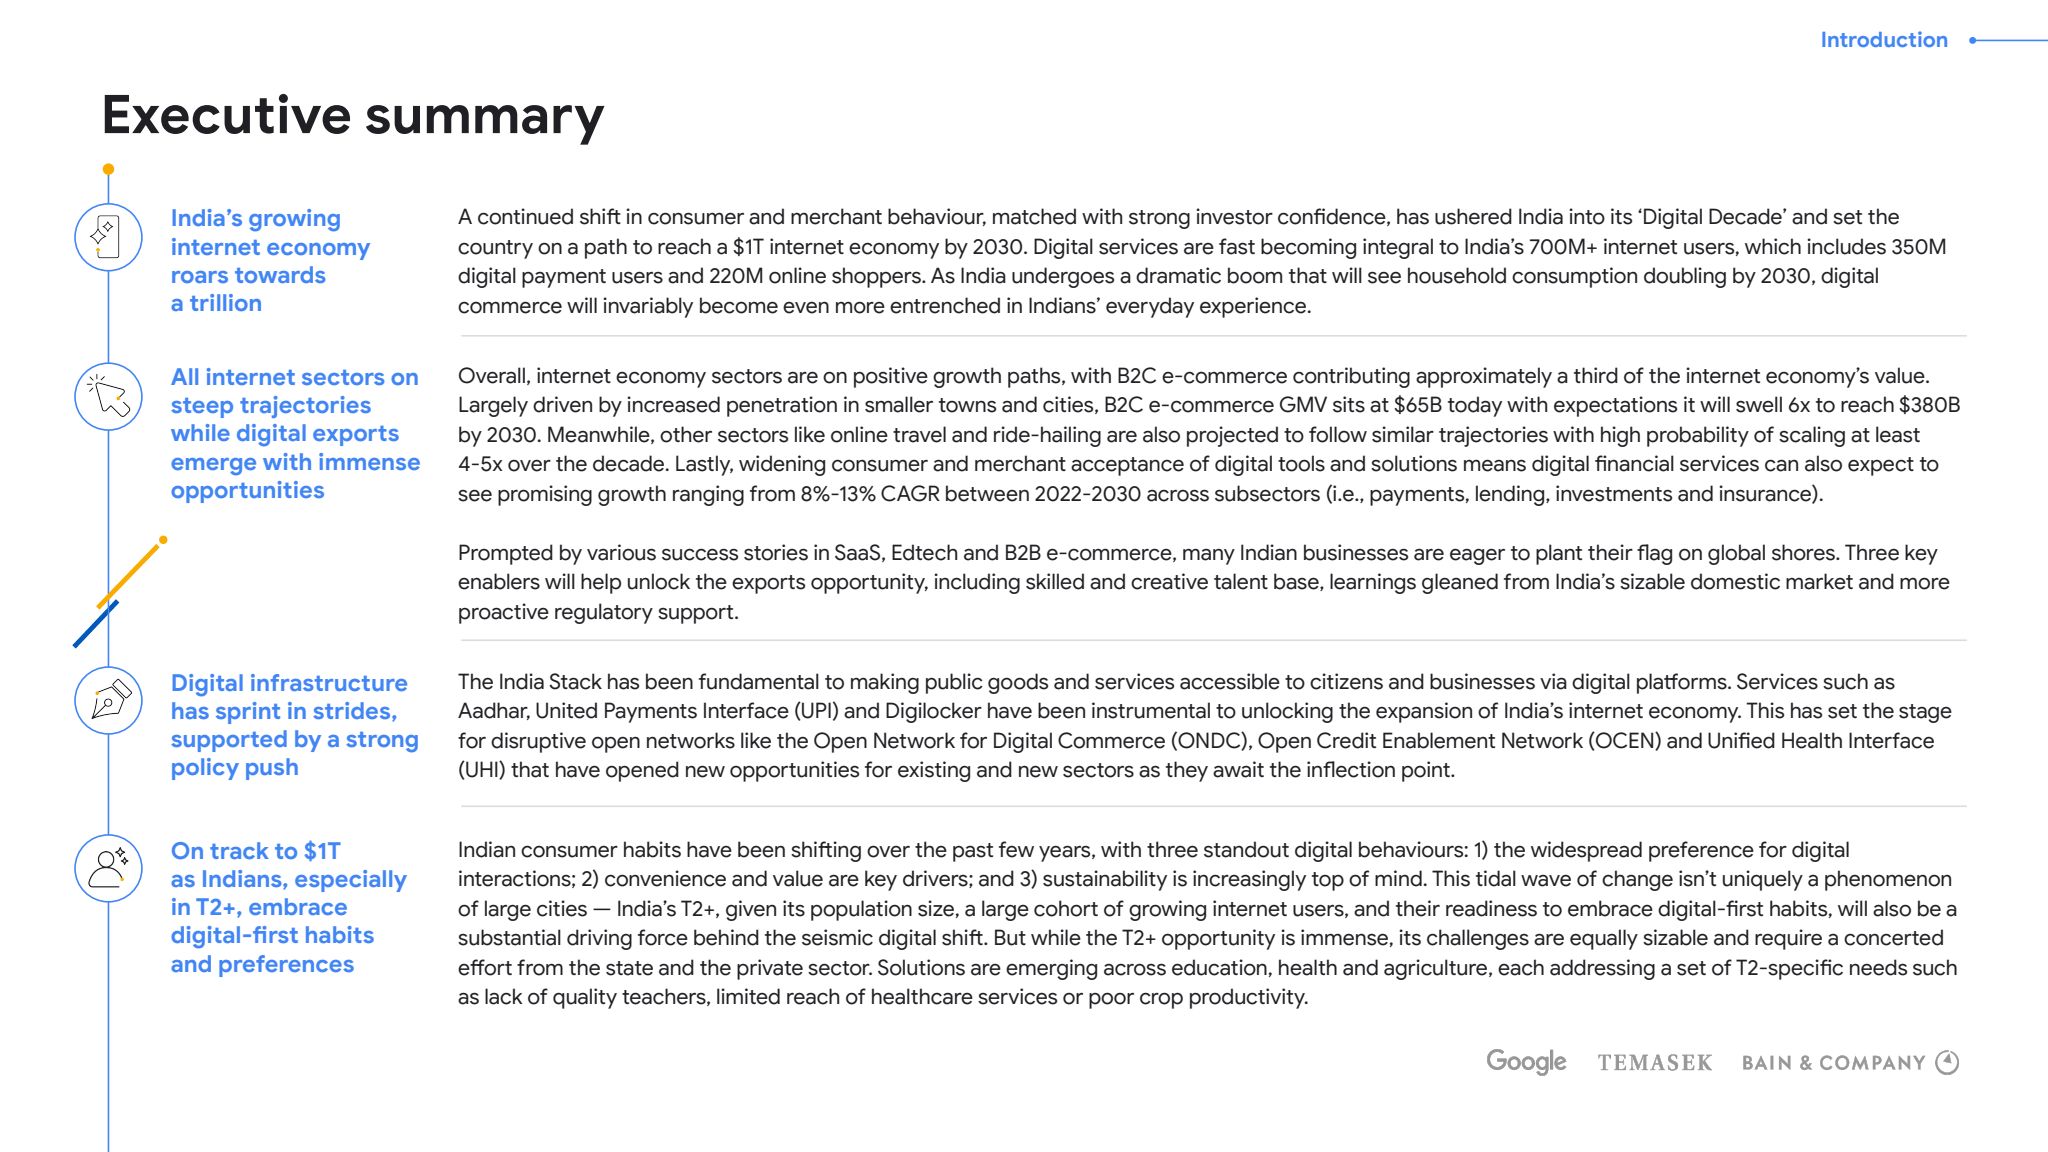 Introduction
Executive summary
India’s growing
internet economy
roars towards
a trillion
A continued shift in consumer and merchant behaviour, matched with strong investor confidence, has ushered India into its ‘Digital Decade’ and set the
country on a path to reach a $1T internet economy by 2030. Digital services are fast becoming integral to India’s 700M+ internet users, which includes 350M
digital payment users and 220M online shoppers. As India undergoes a dramatic boom that will see household consumption doubling by 2030, digital
commerce will invariably become even more entrenched in Indians’ everyday experience.
All internet sectors on
steep trajectories
while digital exports
emerge with immense
opportunities
Overall, internet economy sectors are on positive growth paths, with B2C e-commerce contributing approximately a third of the internet economy’s value.
Largely driven by increased penetration in smaller towns and cities, B2C e-commerce GMV sits at $65B today with expectations it will swell 6x to reach $380B
by 2030. Meanwhile, other sectors like online travel and ride-hailing are also projected to follow similar trajectories with high probability of scaling at least
4-5x over the decade. Lastly, widening consumer and merchant acceptance of digital tools and solutions means digital financial services can also expect to
see promising growth ranging from 8%-13% CAGR between 2022-2030 across subsectors (i.e., payments, lending, investments and insurance).
Prompted by various success stories in SaaS, Edtech and B2B e-commerce, many Indian businesses are eager to plant their flag on global shores. Three key
enablers will help unlock the exports opportunity, including skilled and creative talent base, learnings gleaned from India’s sizable domestic market and more
proactive regulatory support.
Digital infrastructure
has sprint in strides,
supported by a strong
policy push
The India Stack has been fundamental to making public goods and services accessible to citizens and businesses via digital platforms. Services such as
Aadhar, United Payments Interface (UPI) and Digilocker have been instrumental to unlocking the expansion of India’s internet economy. This has set the stage
for disruptive open networks like the Open Network for Digital Commerce (ONDC), Open Credit Enablement Network (OCEN) and Unified Health Interface
(UHI) that have opened new opportunities for existing and new sectors as they await the inflection point.
On track to $1T
as Indians, especially
in T2+, embrace
digital-first habits
and preferences
Indian consumer habits have been shifting over the past few years, with three standout digital behaviours: 1) the widespread preference for digital
interactions; 2) convenience and value are key drivers; and 3) sustainability is increasingly top of mind. This tidal wave of change isn’t uniquely a phenomenon
of large cities — India’s T2+, given its population size, a large cohort of growing internet users, and their readiness to embrace digital-first habits, will also be a
substantial driving force behind the seismic digital shift. But while the T2+ opportunity is immense, its challenges are equally sizable and require a concerted
effort from the state and the private sector. Solutions are emerging across education, health and agriculture, each addressing a set of T2-specific needs such
as lack of quality teachers, limited reach of healthcare services or poor crop productivity.
Google TEMASEK BAIN & COMPANY